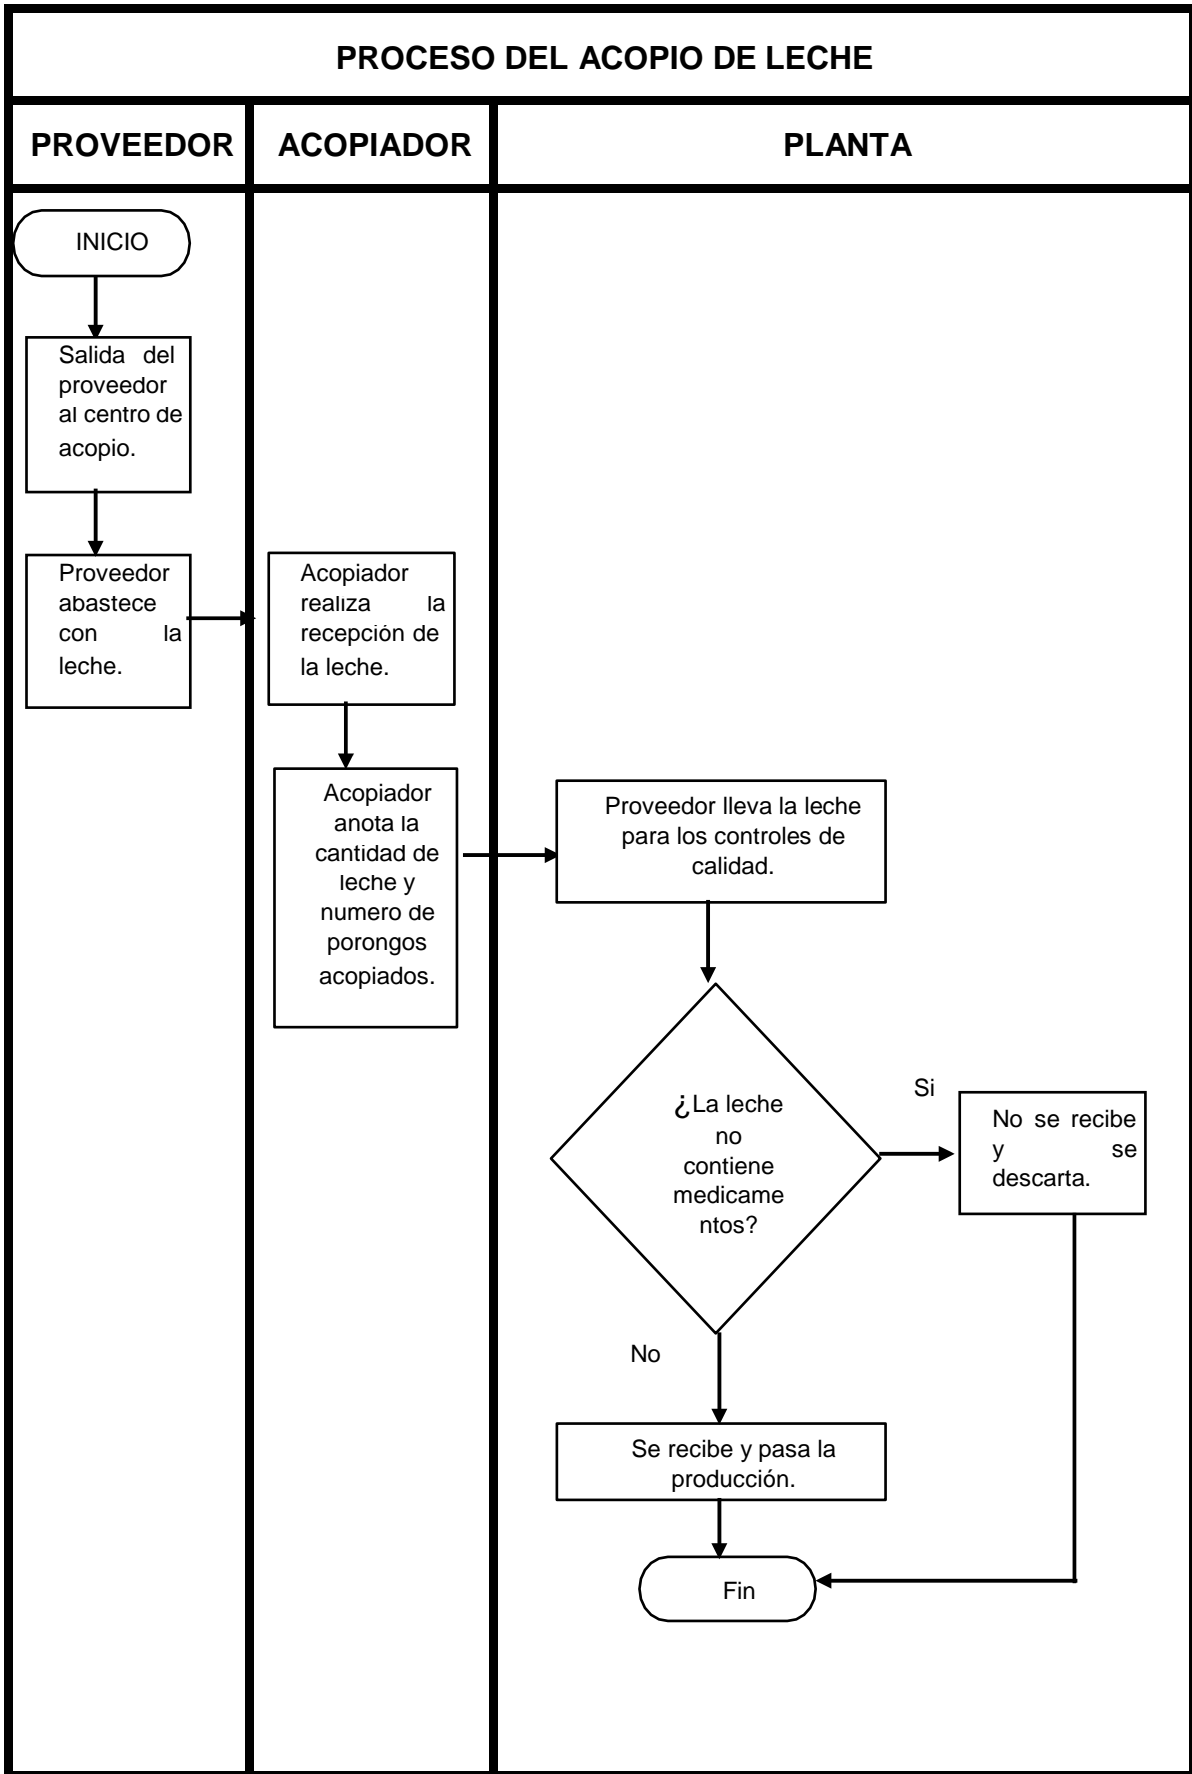 PROCESO DEL ACOPIO DE LECHE
PROVEEDOR
ACOPIADOR
PLANTA
INICIO
Salida del
proveedor
al centro de
acopio.
Proveedor
abastece
con la
leche.
Acopiador
realiza la
recepción de
la leche.
Acopiador
anota la
cantidad de
leche y
numero de
porongos
acopiados.
Proveedor lleva la leche
para los controles de
calidad.
¿La leche
no
contiene
medicame
ntos?
Si
No se recibe
y se
descarta.
No
Se recibe y pasa la
producción.
Fin